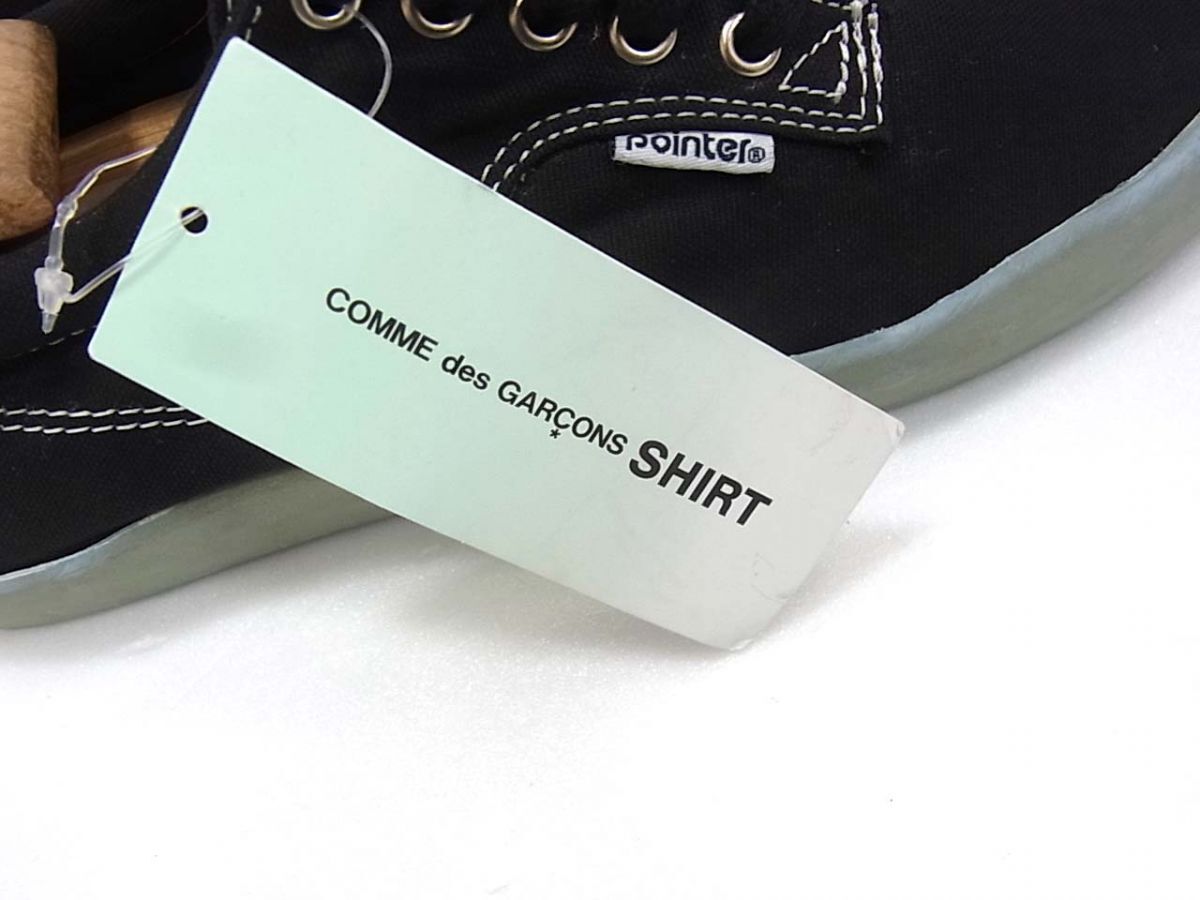 pointer®
COMME des GARÇONS SHIRT
*